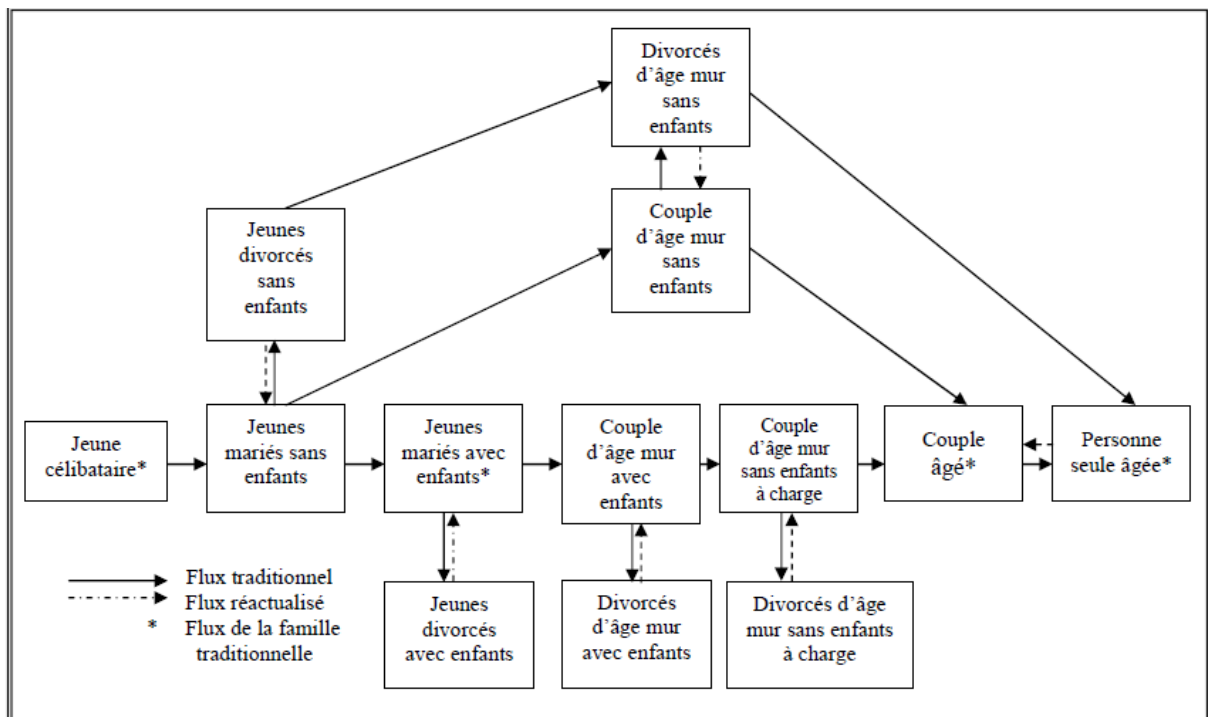 Divorcés
d'âge mur
sans
enfants
Jeunes
divorcés
sans
enfants
Couple
d'âge mur
sans
enfants
Jeune
célibataire*
Jeunes
mariés sans
enfants
Jeunes
mariés avec
enfants*
Couple
d'âge mur
avec
enfants
Couple
d'âge mur
sans enfants
à charge
Couple
âgé*
Personne
seule âgée*
Flux traditionnel
Flux réactualisé
* Flux de la famille
traditionnelle
Jeunes
divorcés
avec enfants
Divorcés
d'âge mur
avec enfants
Divorcés d'âge
mur sans enfants
à charge